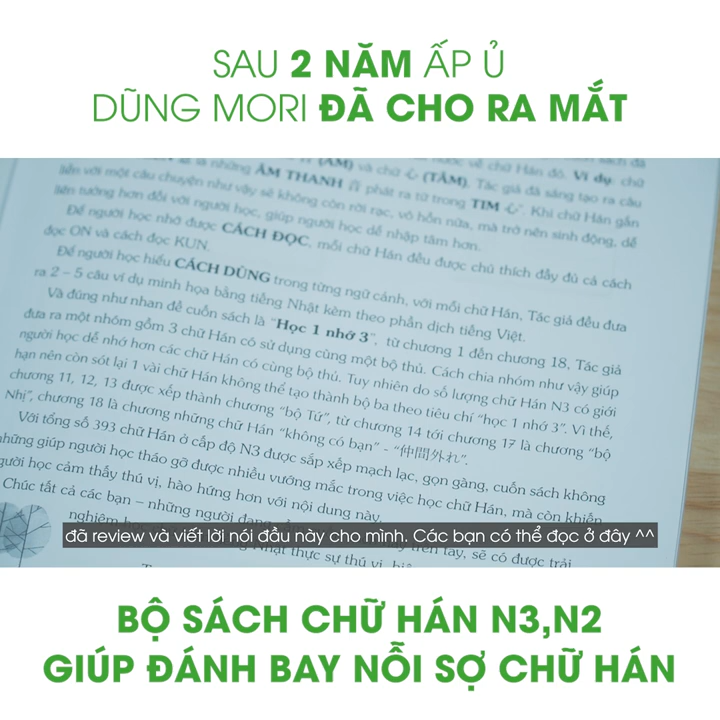 SAU 2 NĂM ẤP Ủ
DŨNG MORI ĐÃ CHO RA MẮT
là những ÂM THANH 音 phát ra từ trong TIM 心". Khi chữ Hán gắn
liền với một câu chuyện như vậy sẽ không còn rời rạc, vô hồn nữa, mà trở nên sinh động, dễ
liên tưởng hơn đối với người học, giúp người học dễ nhập tâm hơn.
Để người học nhớ được CÁCH ĐỌC, mỗi chữ Hán đều được chú thích đầy đủ cả cách
đọc ON và cách đọc KUN.
Để người học hiểu CÁCH DÙNG trong từng ngữ cảnh, với mỗi chữ Hán, Tác giả đều đưa
ra 2 – 5 câu ví dụ minh họa bằng tiếng Nhật kèm theo phần dịch tiếng Việt.
Và đúng như nhan đề cuốn sách là "Học 1 nhớ 3", từ chương 1 đến chương 18, Tác giả
đưa ra một nhóm gồm 3 chữ Hán có sử dụng cùng một bộ thủ. Cách chia nhóm như vậy giúp
người học dễ nhớ hơn các chữ Hán có cùng bộ thủ. Tuy nhiên do số lượng chữ Hán N3 có giới
hạn nên còn sót lại 1 vài chữ Hán không thể tạo thành bộ ba theo tiêu chí "học 1 nhớ 3". Vì thế,
chương 11, 12, 13 được xếp thành chương "bộ Tứ", từ chương 14 tới chương 17 là chương "bộ
Nhị", chương 18 là chương những chữ Hán "không có bạn" - "仲間外れ".
Với tổng số 393 chữ Hán ở cấp độ N3 được sắp xếp mạch lạc, gọn gàng, cuốn sách không
những giúp người học tháo gỡ được nhiều vướng mắc trong việc học chữ Hán, mà còn khiến
người học cảm thấy thú vị, hào hứng hơn với nội dung này.
Chúc tất cả các bạn – những người đang
đã review và viết lời nói đầu này cho mình. Các bạn có thể đọc ở đây ^^
BỘ SÁCH CHỮ HÁN N3,N2
GIÚP ĐÁNH BAY NỖI SỢ CHỮ HÁN